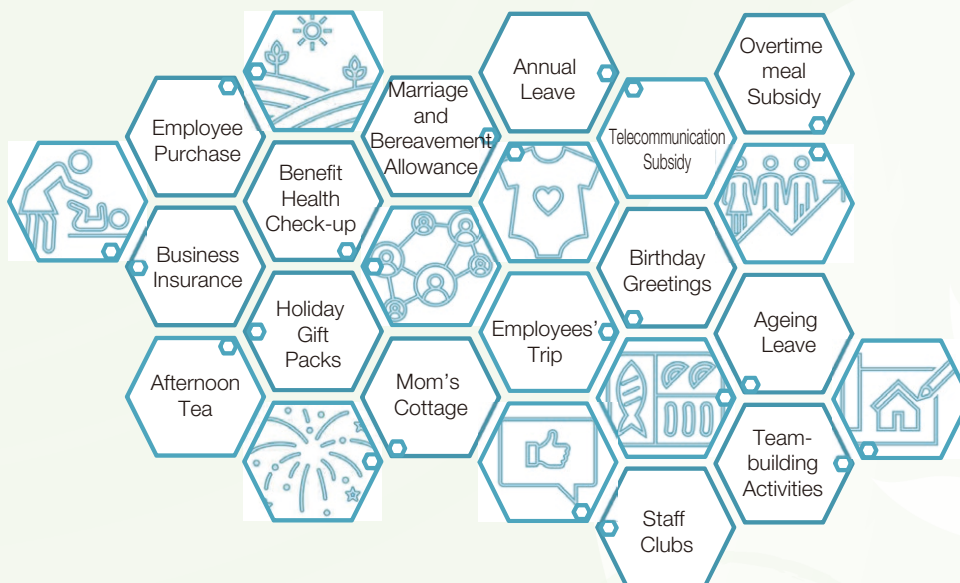 Employee
Purchase
Business
Insurance
Afternoon
Tea
Benefit
Health
Check-up
Holiday
Gift
Packs
Marriage
and
Bereavement
Allowance
Mom's
Cottage
Annual
Leave
Employees'
Trip
Telecommunication
Subsidy
Birthday
Greetings
Staff
Clubs
Overtime
meal
Subsidy
Ageing
Leave
Team-
building
Activities